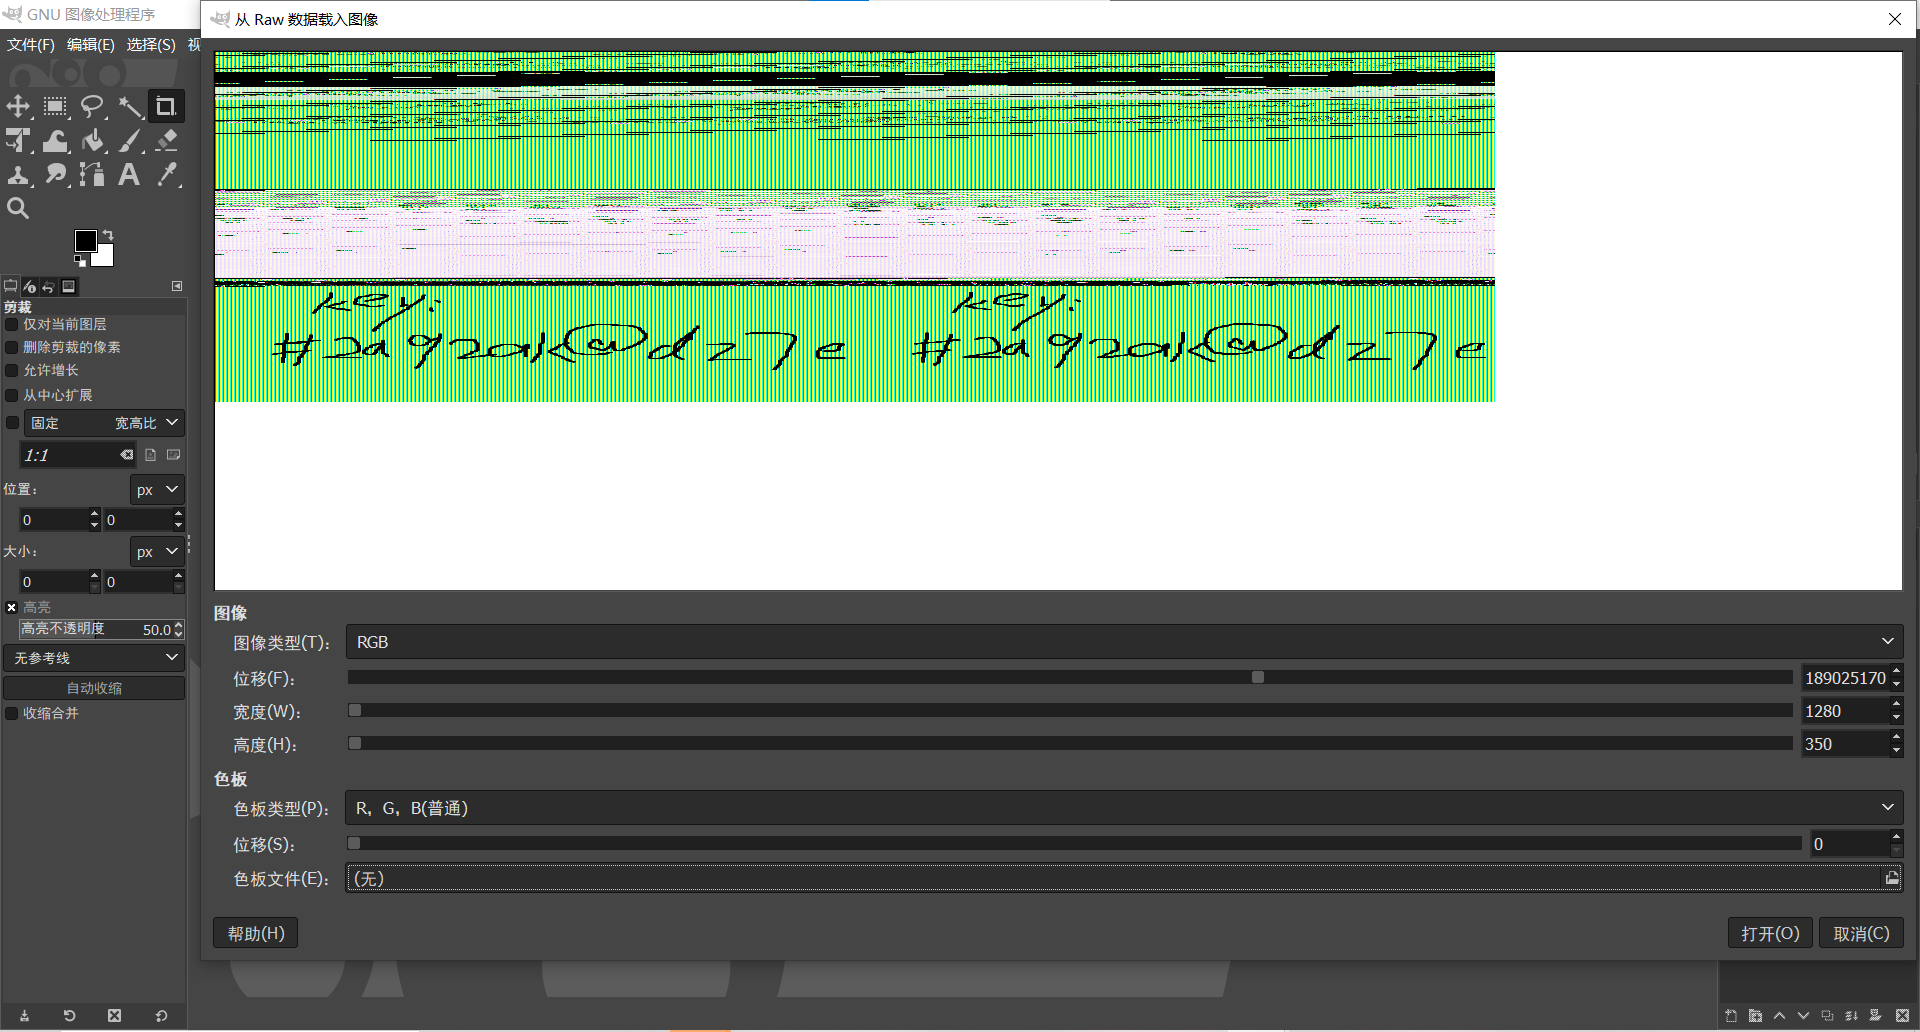 GNU 图像处理程序
从 Raw 数据载入图像
文件(F) 编辑(E) 选择(S) 视
key: key:
#2d92ak@dz7e #2d92ak@dz7e
剪裁
仅对当前图层
删除剪裁的像素
允许增长
从中心扩展
固定 宽高比
1:1
位置: px
0 0
大小: px
0 0
高亮
高亮不透明度 50.0
无参考线
自动收缩
收缩合并
图像
图像类型(T): RGB
位移(F): 189025170
宽度(W): 1280
高度(H): 350
色板
色板类型(P): R, G, B(普通)
位移(S): 0
色板文件(E): (无)
帮助(H) 打开(O) 取消(C)